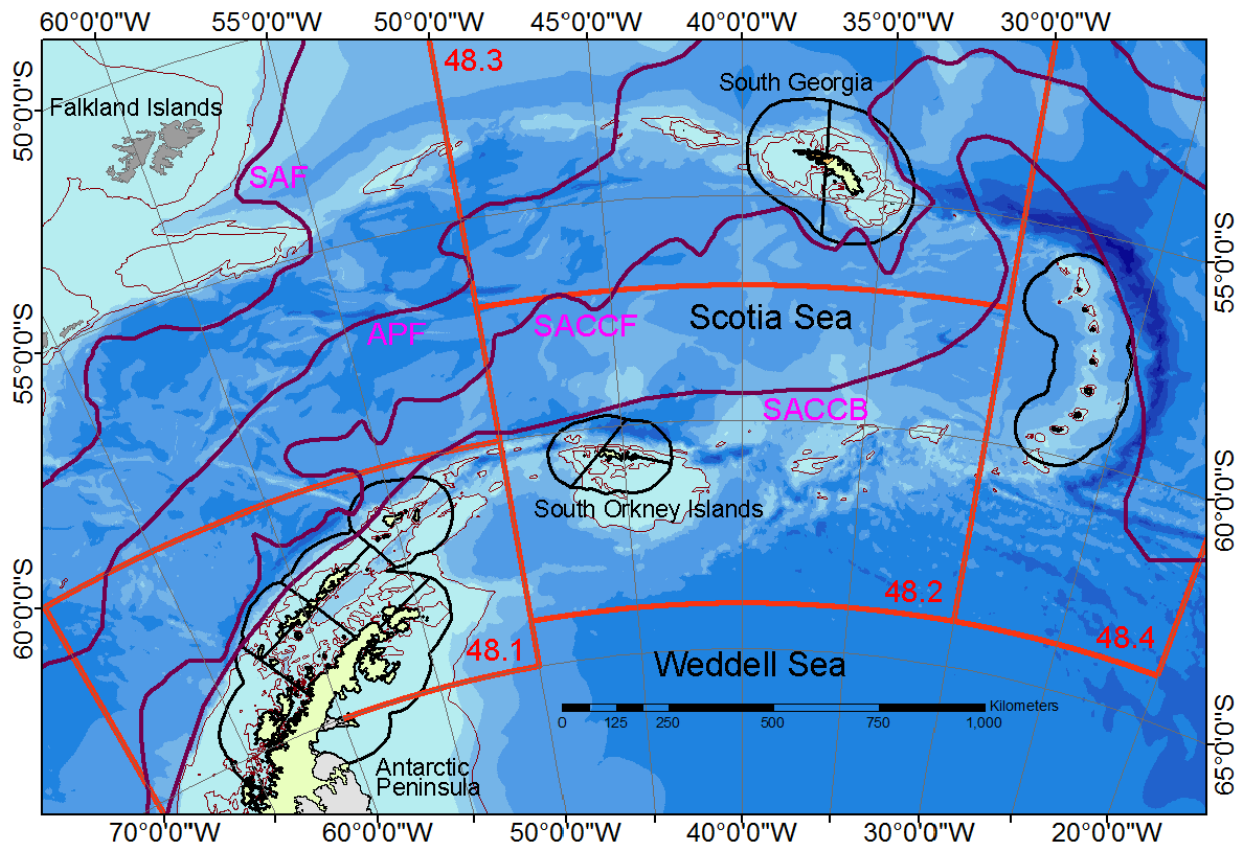 60°0'0"W 55°0'0"W 50°0'0"W 45°0'0"W 40°0'0"W 35°0'0"W 30°0'0"W
50°0'0"S
55°0'0"S
60°0'0"S
48.3
South Georgia
Falkland Islands
SAF
APF
SACCF
Scotia Sea
SACCB
South Orkney Islands
48.2
48.1
48.4
Weddell Sea
0 125 250 500 750 1,000
Kilometers
Antarctic
Peninsula
55°0'0"S
60°0'0"S
65°0'0"S
70°0'0"W 60°0'0"W 50°0'0"W 40°0'0"W 30°0'0"W 20°0'0"W